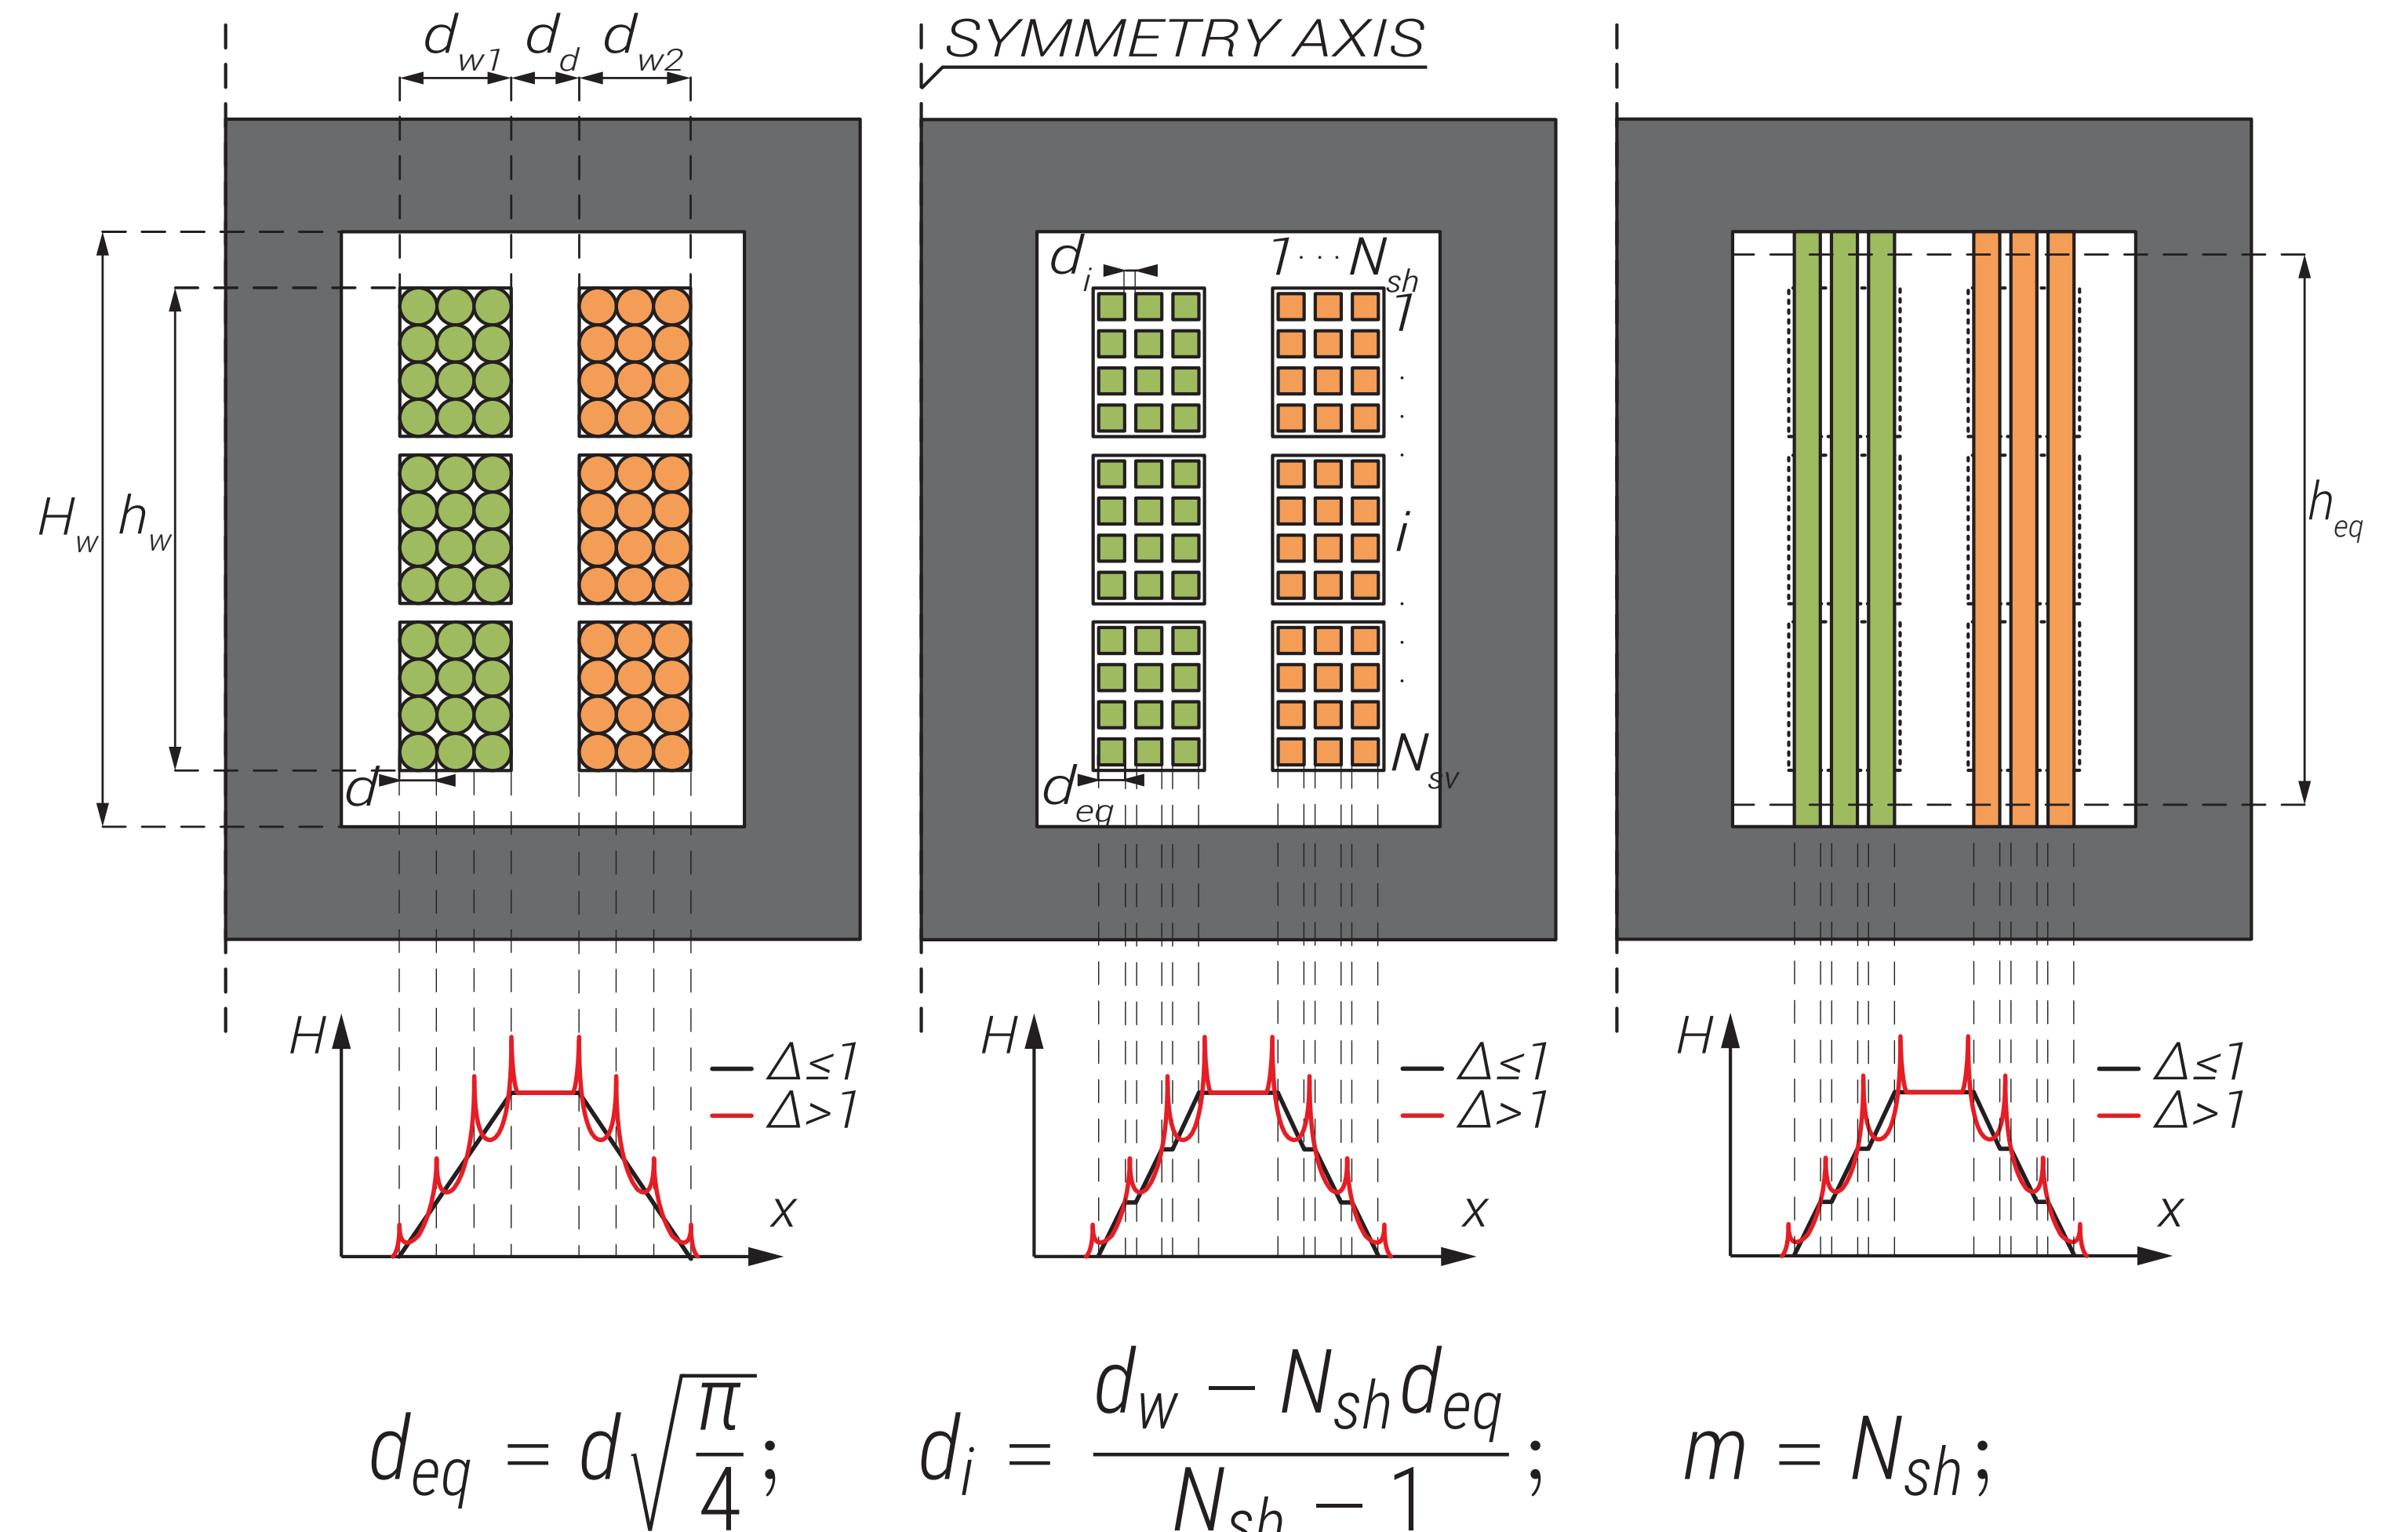 d_w1 d_d d_w2
SYMMETRY AXIS
d_i 1 · · · N_sh
1
H_w h_w i h_eq
N_sv
d d_eq
H Δ≤1 H Δ≤1 H Δ≤1
Δ>1 Δ>1 Δ>1
x x x
d_eq = d√(π/4); d_i = (d_w − N_sh d_eq)/(N_sh − 1); m = N_sh;